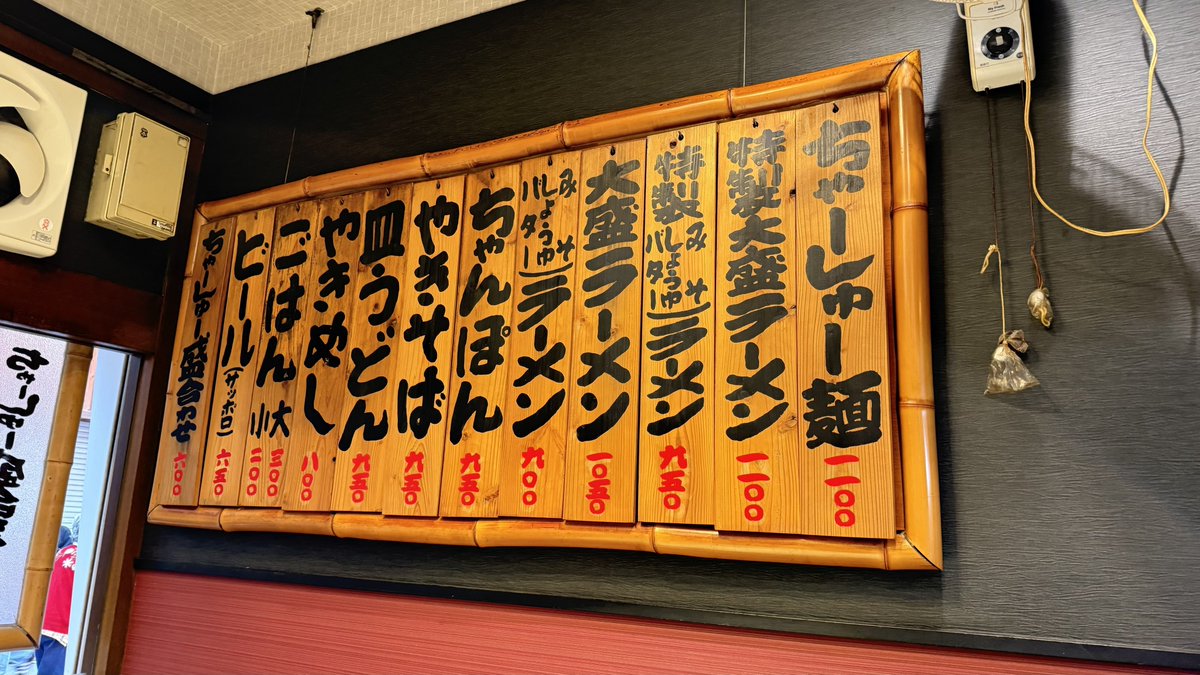 ちゃーしゅー麺 一一〇〇
特製大盛ラーメン 一一〇〇
特製(みそ しょうゆ バター)ラーメン 九五〇
大盛ラーメン 一〇五〇
(みそ しょうゆ バター)ラーメン 九〇〇
ちゃんぽん 九五〇
やきそば 九五〇
皿うどん 九五〇
やきめし 八〇〇
ごはん 大 三〇〇 小 二〇〇
ビール(サッポロ) 六五〇
ちゃーしゅー盛合わせ 六〇〇
ちゃーしゅー